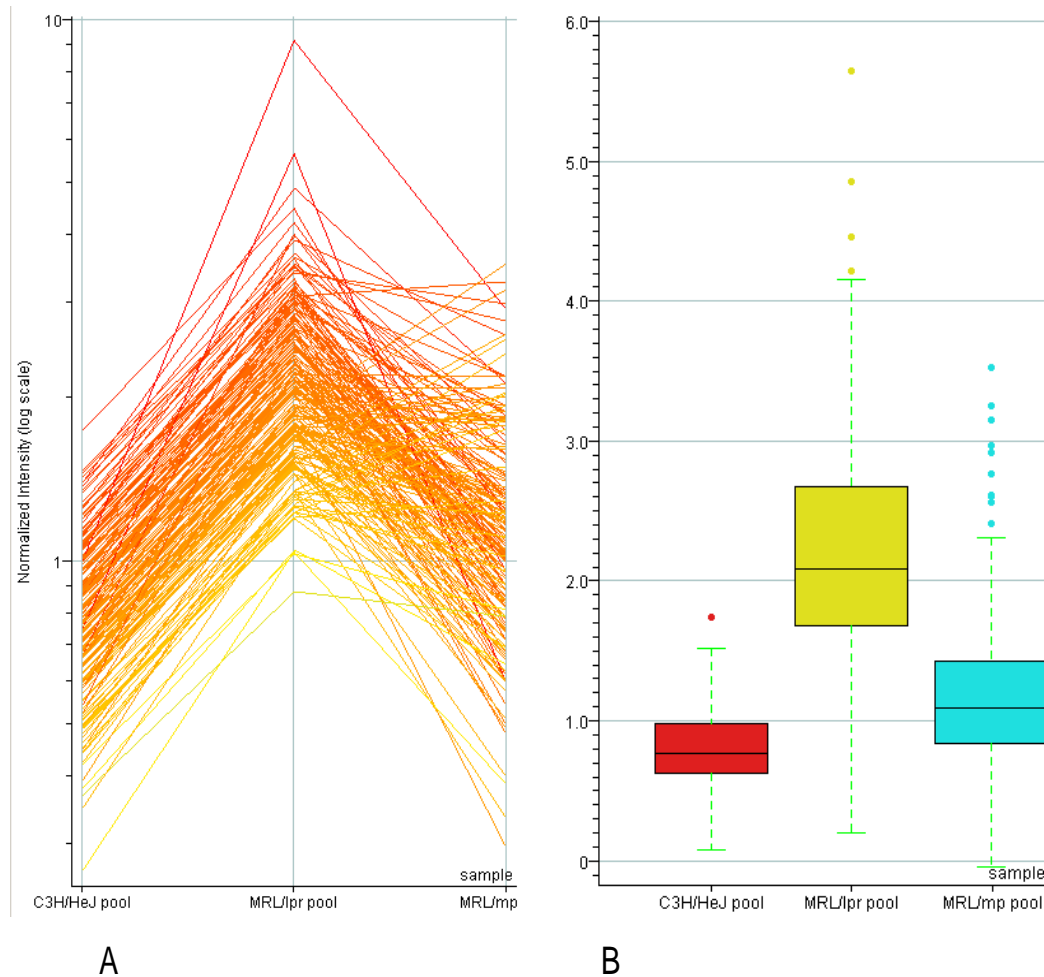 10
1
Normalized Intensity (log scale)
sample
C3H/HeJ pool
MRL/lpr pool
MRL/mp
A
6.0
5.0
4.0
3.0
2.0
1.0
0
sample
C3H/HeJ pool
MRL/lpr pool
MRL/mp pool
B